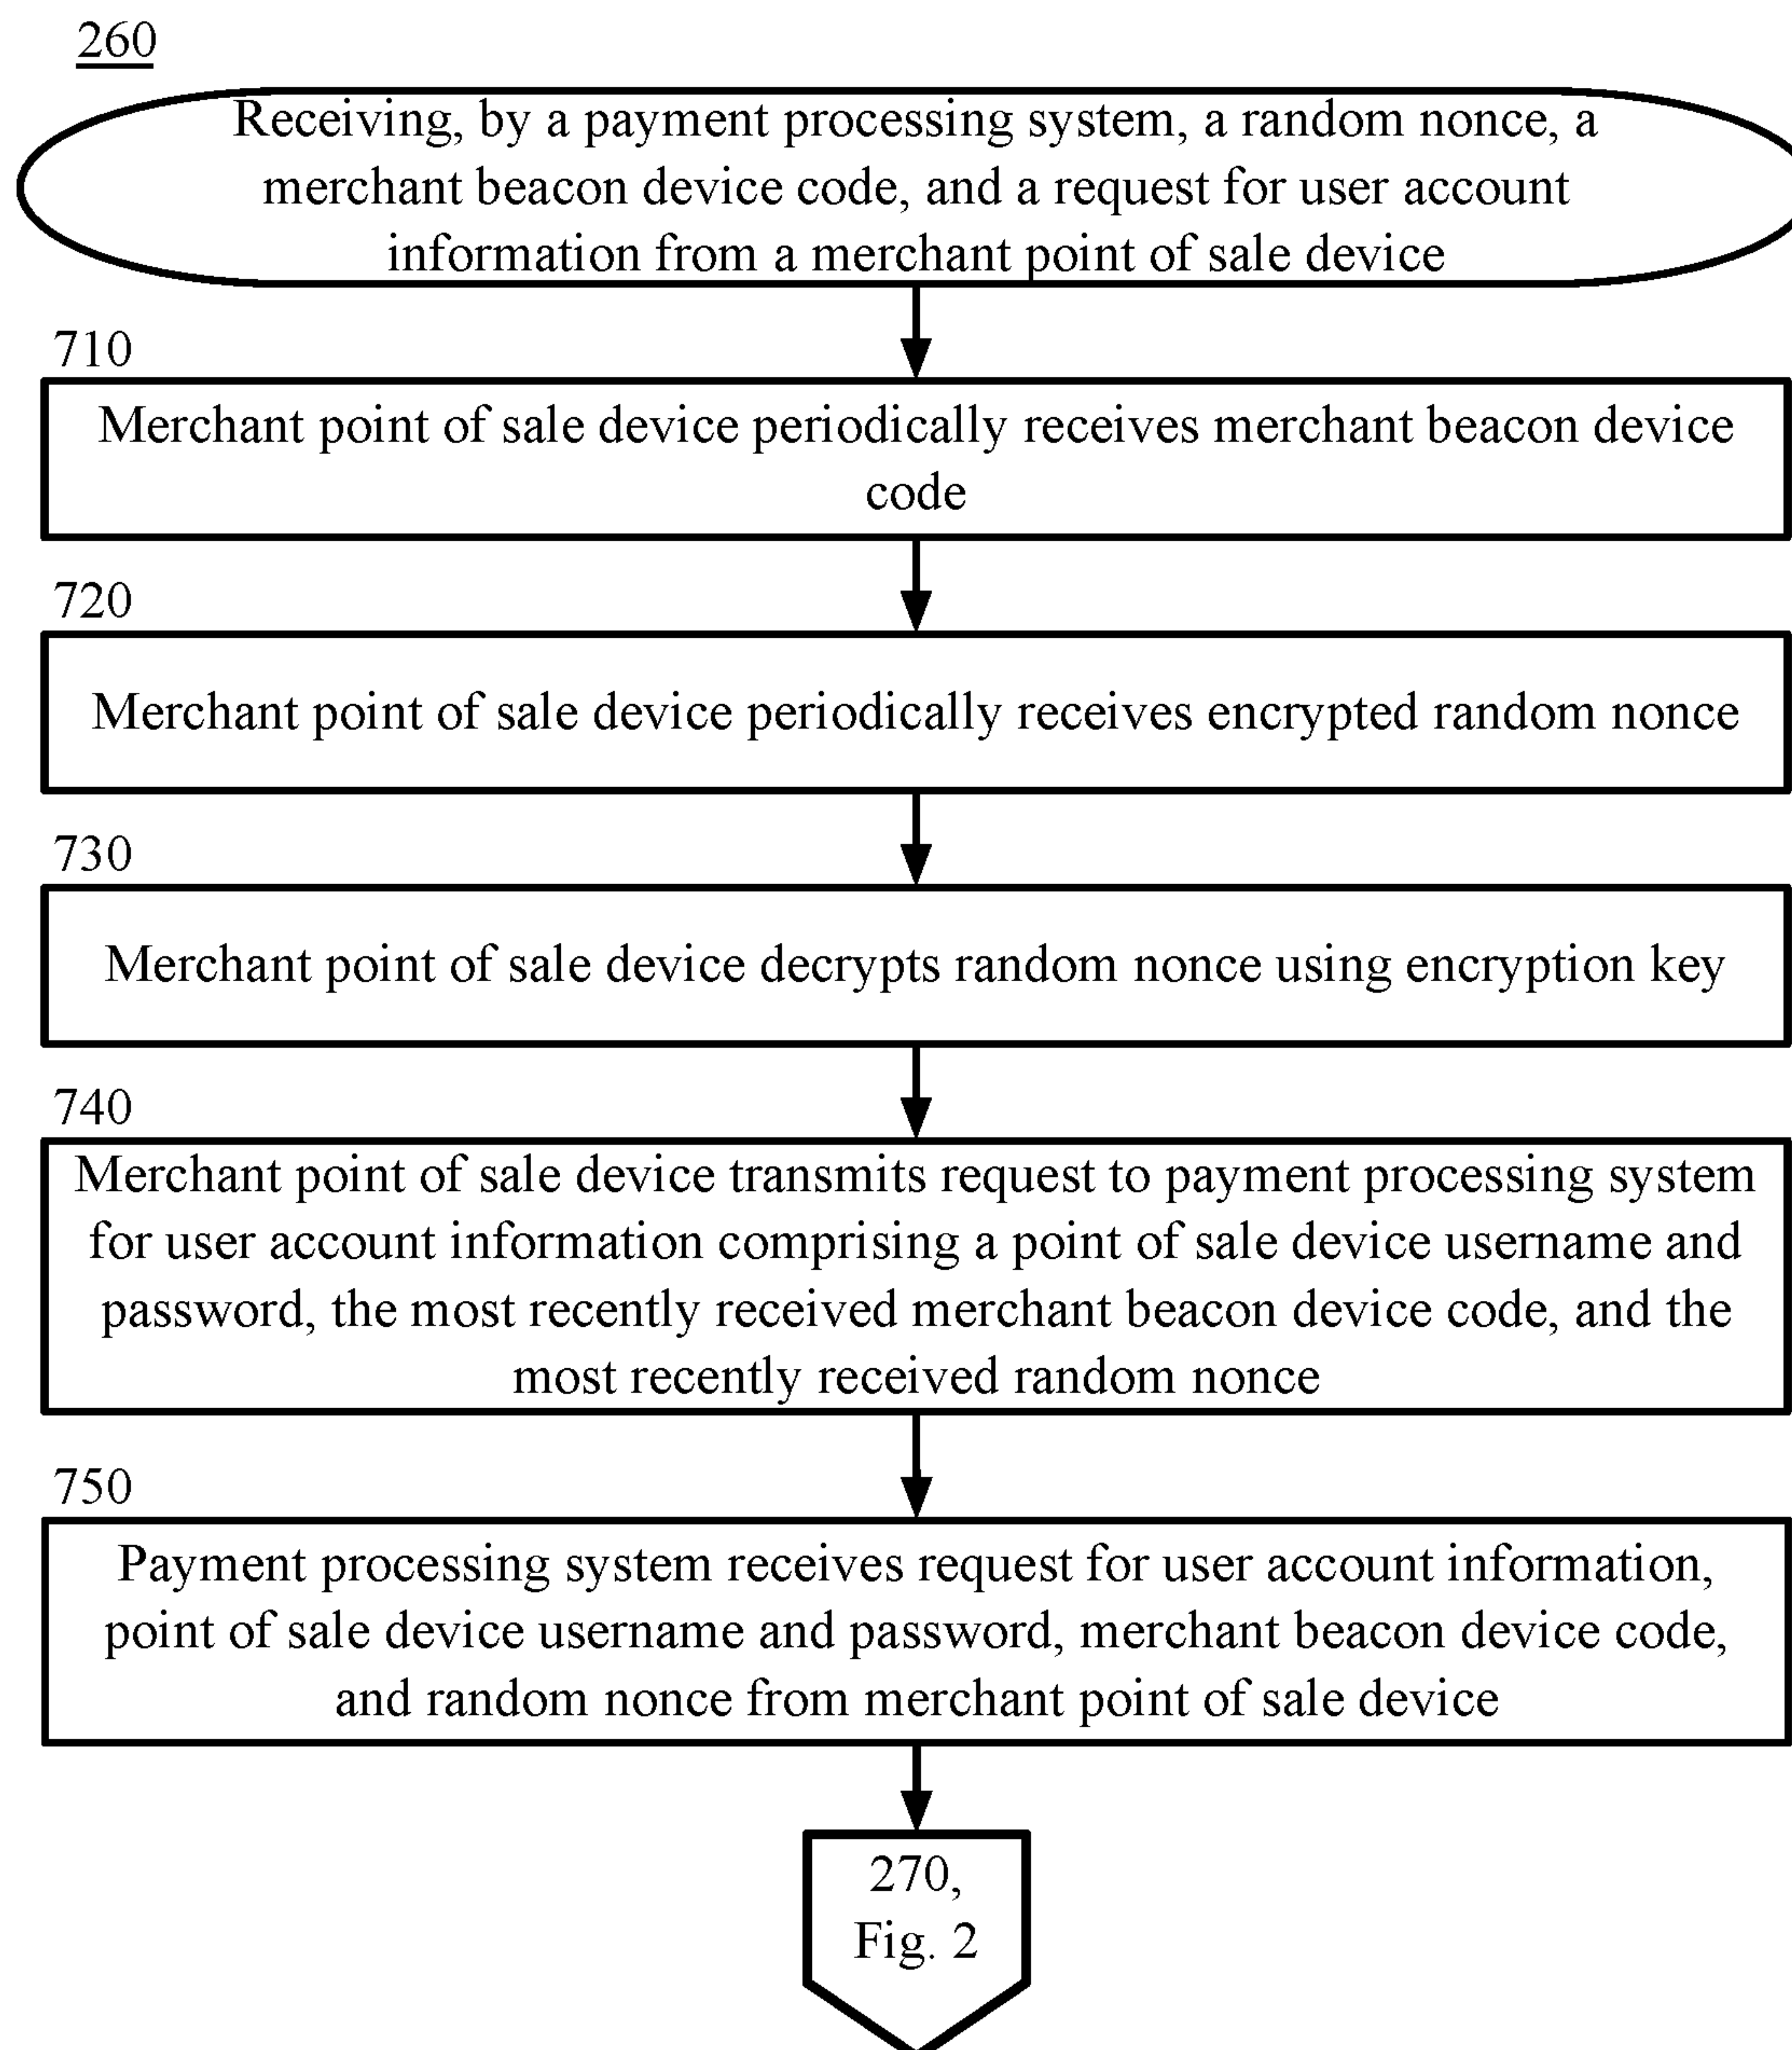 260
Receiving, by a payment processing system, a random nonce, a
merchant beacon device code, and a request for user account
information from a merchant point of sale device
710
Merchant point of sale device periodically receives merchant beacon device
code
720
Merchant point of sale device periodically receives encrypted random nonce
730
Merchant point of sale device decrypts random nonce using encryption key
740
Merchant point of sale device transmits request to payment processing system
for user account information comprising a point of sale device username and
password, the most recently received merchant beacon device code, and the
most recently received random nonce
750
Payment processing system receives request for user account information,
point of sale device username and password, merchant beacon device code,
and random nonce from merchant point of sale device
270,
Fig. 2